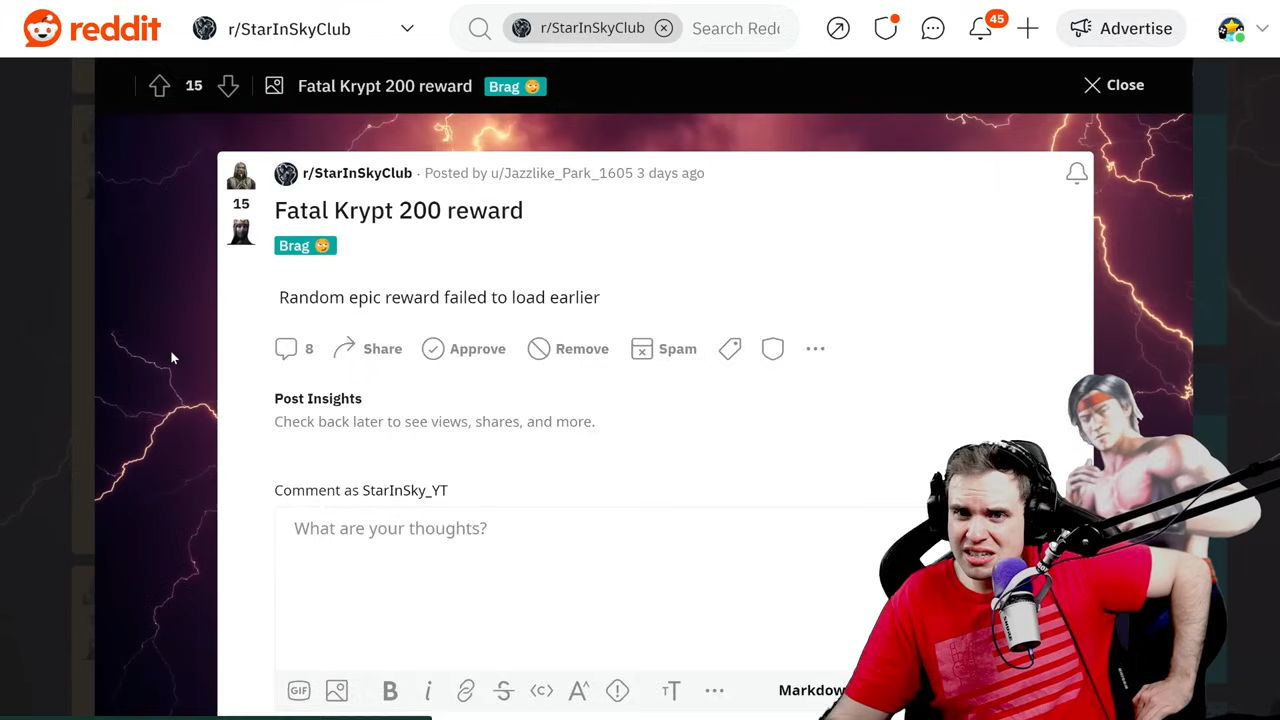 reddit r/StarInSkyClub r/StarInSkyClub Search Redd 45 Advertise
15 Fatal Krypt 200 reward Brag Close
r/StarInSkyClub · Posted by u/Jazzlike_Park_1605 3 days ago
15
Fatal Krypt 200 reward
Brag
Random epic reward failed to load earlier
8 Share Approve Remove Spam
Post Insights
Check back later to see views, shares, and more.
Comment as StarInSky_YT
What are your thoughts?
GIF B i T Markdow